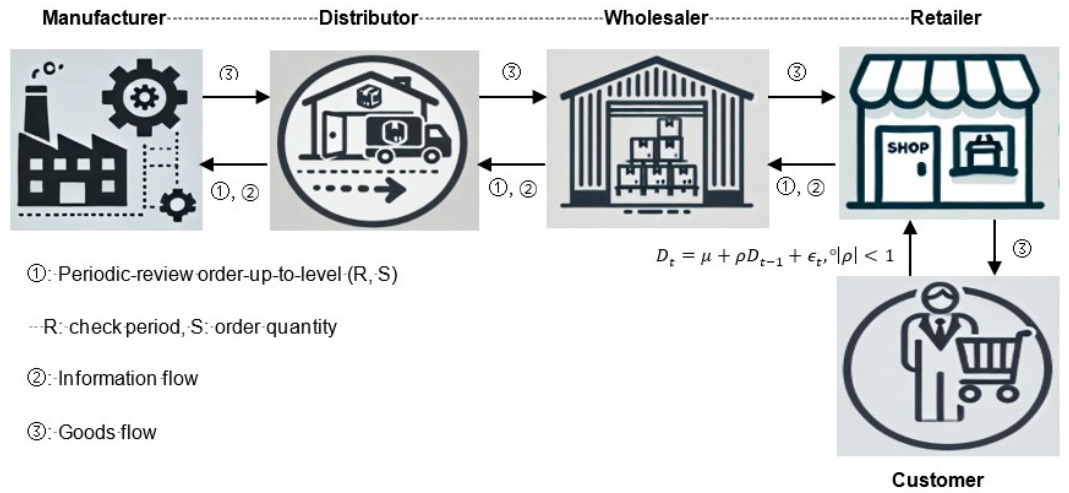 Manufacturer Distributor Wholesaler Retailer
③ ③ ③
SHOP
①, ② ①, ② ①, ②
D_t = μ + ρD_{t−1} + ϵ_t, |ρ| < 1
③
①: Periodic-review order-up-to-level (R, S)
R: check period, S: order quantity
②: Information flow
③: Goods flow
Customer